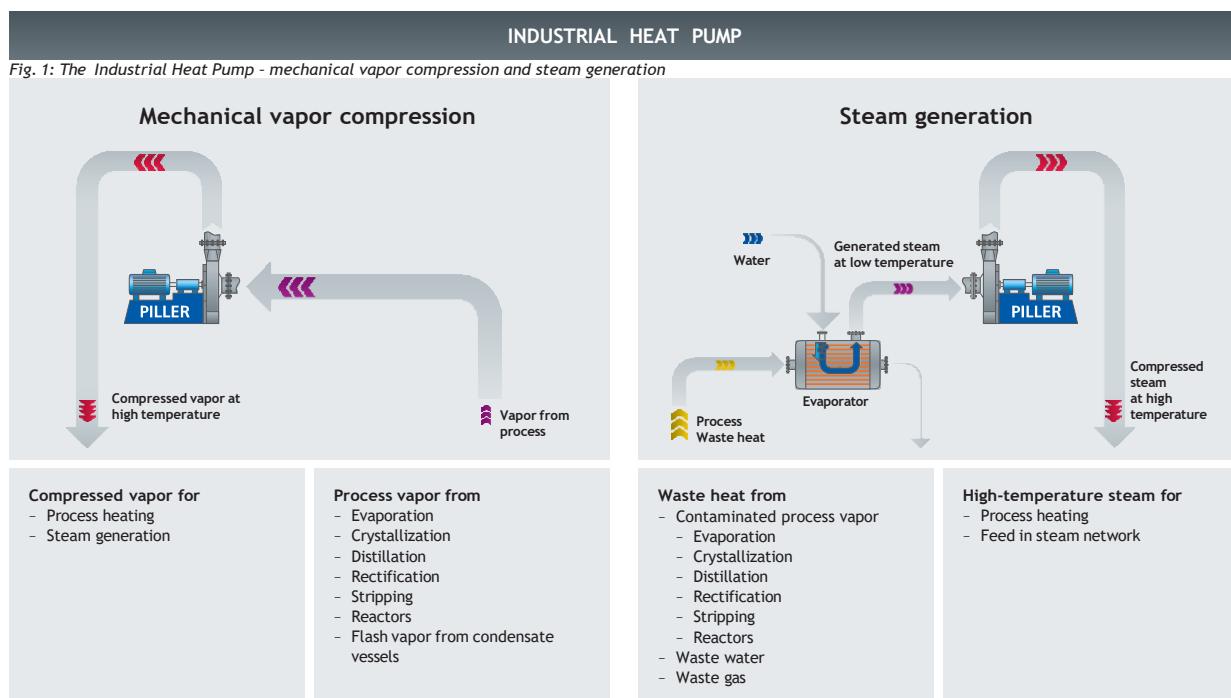 INDUSTRIAL HEAT PUMP
Fig. 1: The Industrial Heat Pump - mechanical vapor compression and steam generation
Mechanical vapor compression
PILLER
Compressed vapor at
high temperature
Vapor from
process
Steam generation
Water
Generated steam
at low temperature
PILLER
Evaporator
Process
Waste heat
Compressed
steam
at high
temperature
Compressed vapor for
– Process heating
– Steam generation
Process vapor from
– Evaporation
– Crystallization
– Distillation
– Rectification
– Stripping
– Reactors
– Flash vapor from condensate
vessels
Waste heat from
– Contaminated process vapor
– Evaporation
– Crystallization
– Distillation
– Rectification
– Stripping
– Reactors
– Waste water
– Waste gas
High-temperature steam for
– Process heating
– Feed in steam network